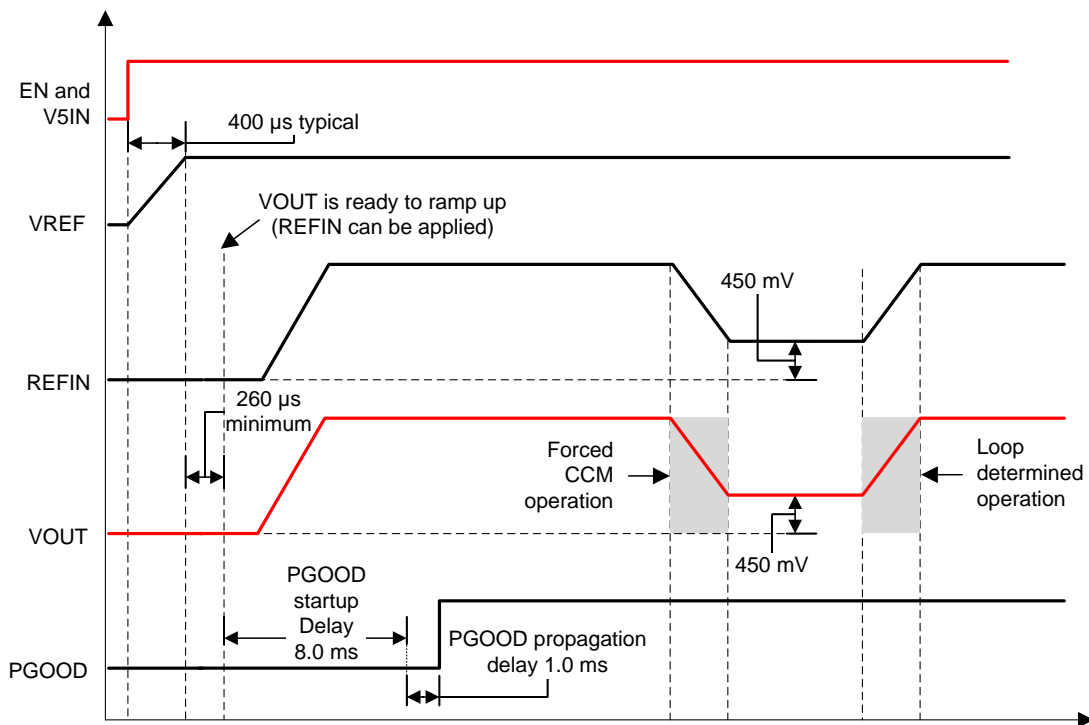 EN and
V5IN
400 µs typical
VOUT is ready to ramp up
(REFIN can be applied)
VREF
450 mV
REFIN
260 µs
minimum
Forced
CCM
operation
Loop
determined
operation
VOUT
450 mV
PGOOD
startup
Delay
8.0 ms
PGOOD propagation
delay 1.0 ms
PGOOD